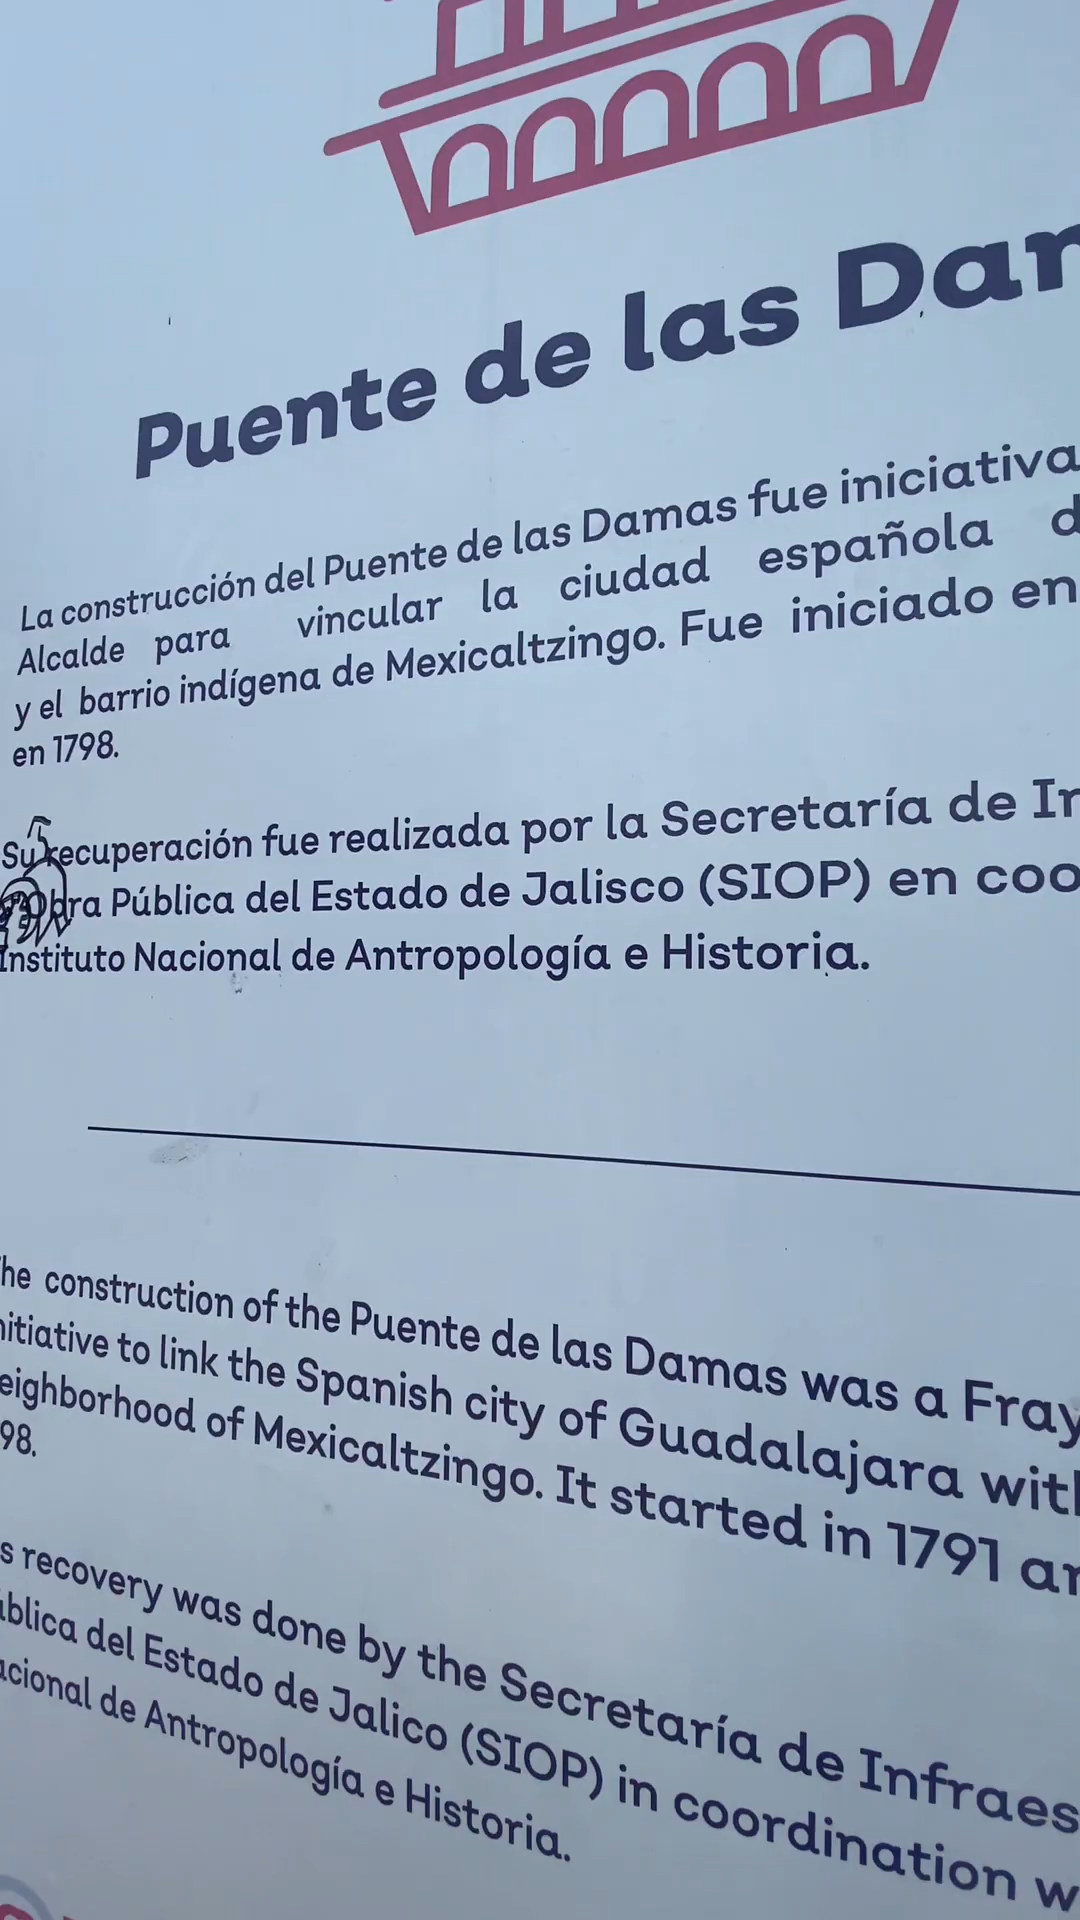 Puente de las Dam
La construcción del Puente de las Damas fue iniciativa
Alcalde para vincular la ciudad española d
y el barrio indígena de Mexicaltzingo. Fue iniciado en
en 1798.
Su recuperación fue realizada por la Secretaría de In
Obra Pública del Estado de Jalisco (SIOP) en coo
Instituto Nacional de Antropología e Historia.
he construction of the Puente de las Damas was a Fray
nitiative to link the Spanish city of Guadalajara with
eighborhood of Mexicaltzingo. It started in 1791 an
98.
s recovery was done by the Secretaría de Infraes
ública del Estado de Jalico (SIOP) in coordination w
acional de Antropología e Historia.